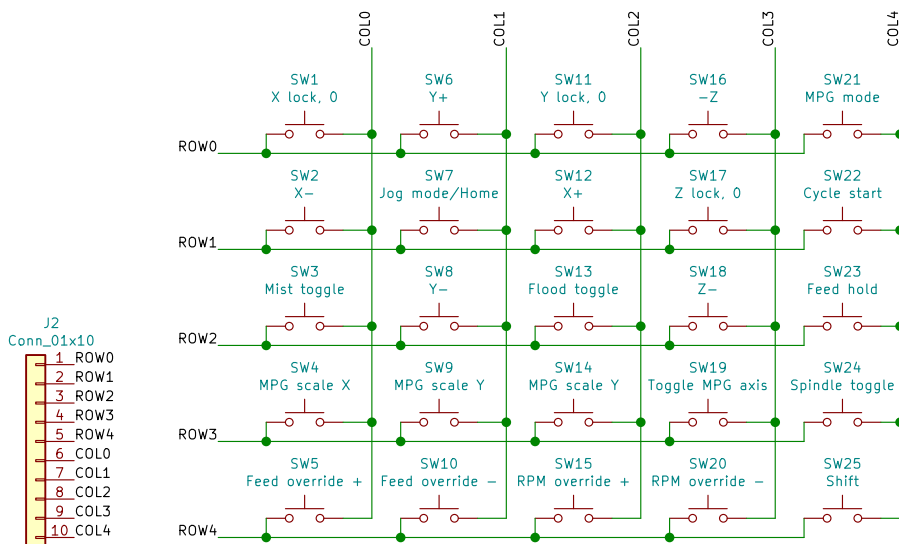 COL0 COL1 COL2 COL3 COL4
SW1 SW6 SW11 SW16 SW21
X lock, 0 Y+ Y lock, 0 -Z MPG mode
ROW0
SW2 SW7 SW12 SW17 SW22
X- Jog mode/Home X+ Z lock, 0 Cycle start
ROW1
SW3 SW8 SW13 SW18 SW23
Mist toggle Y- Flood toggle Z- Feed hold
ROW2
SW4 SW9 SW14 SW19 SW24
MPG scale X MPG scale Y MPG scale Y Toggle MPG axis Spindle toggle
ROW3
SW5 SW10 SW15 SW20 SW25
Feed override + Feed override - RPM override + RPM override - Shift
ROW4
J2
Conn_01x10
1 ROW0
2 ROW1
3 ROW2
4 ROW3
5 ROW4
6 COL0
7 COL1
8 COL2
9 COL3
10 COL4